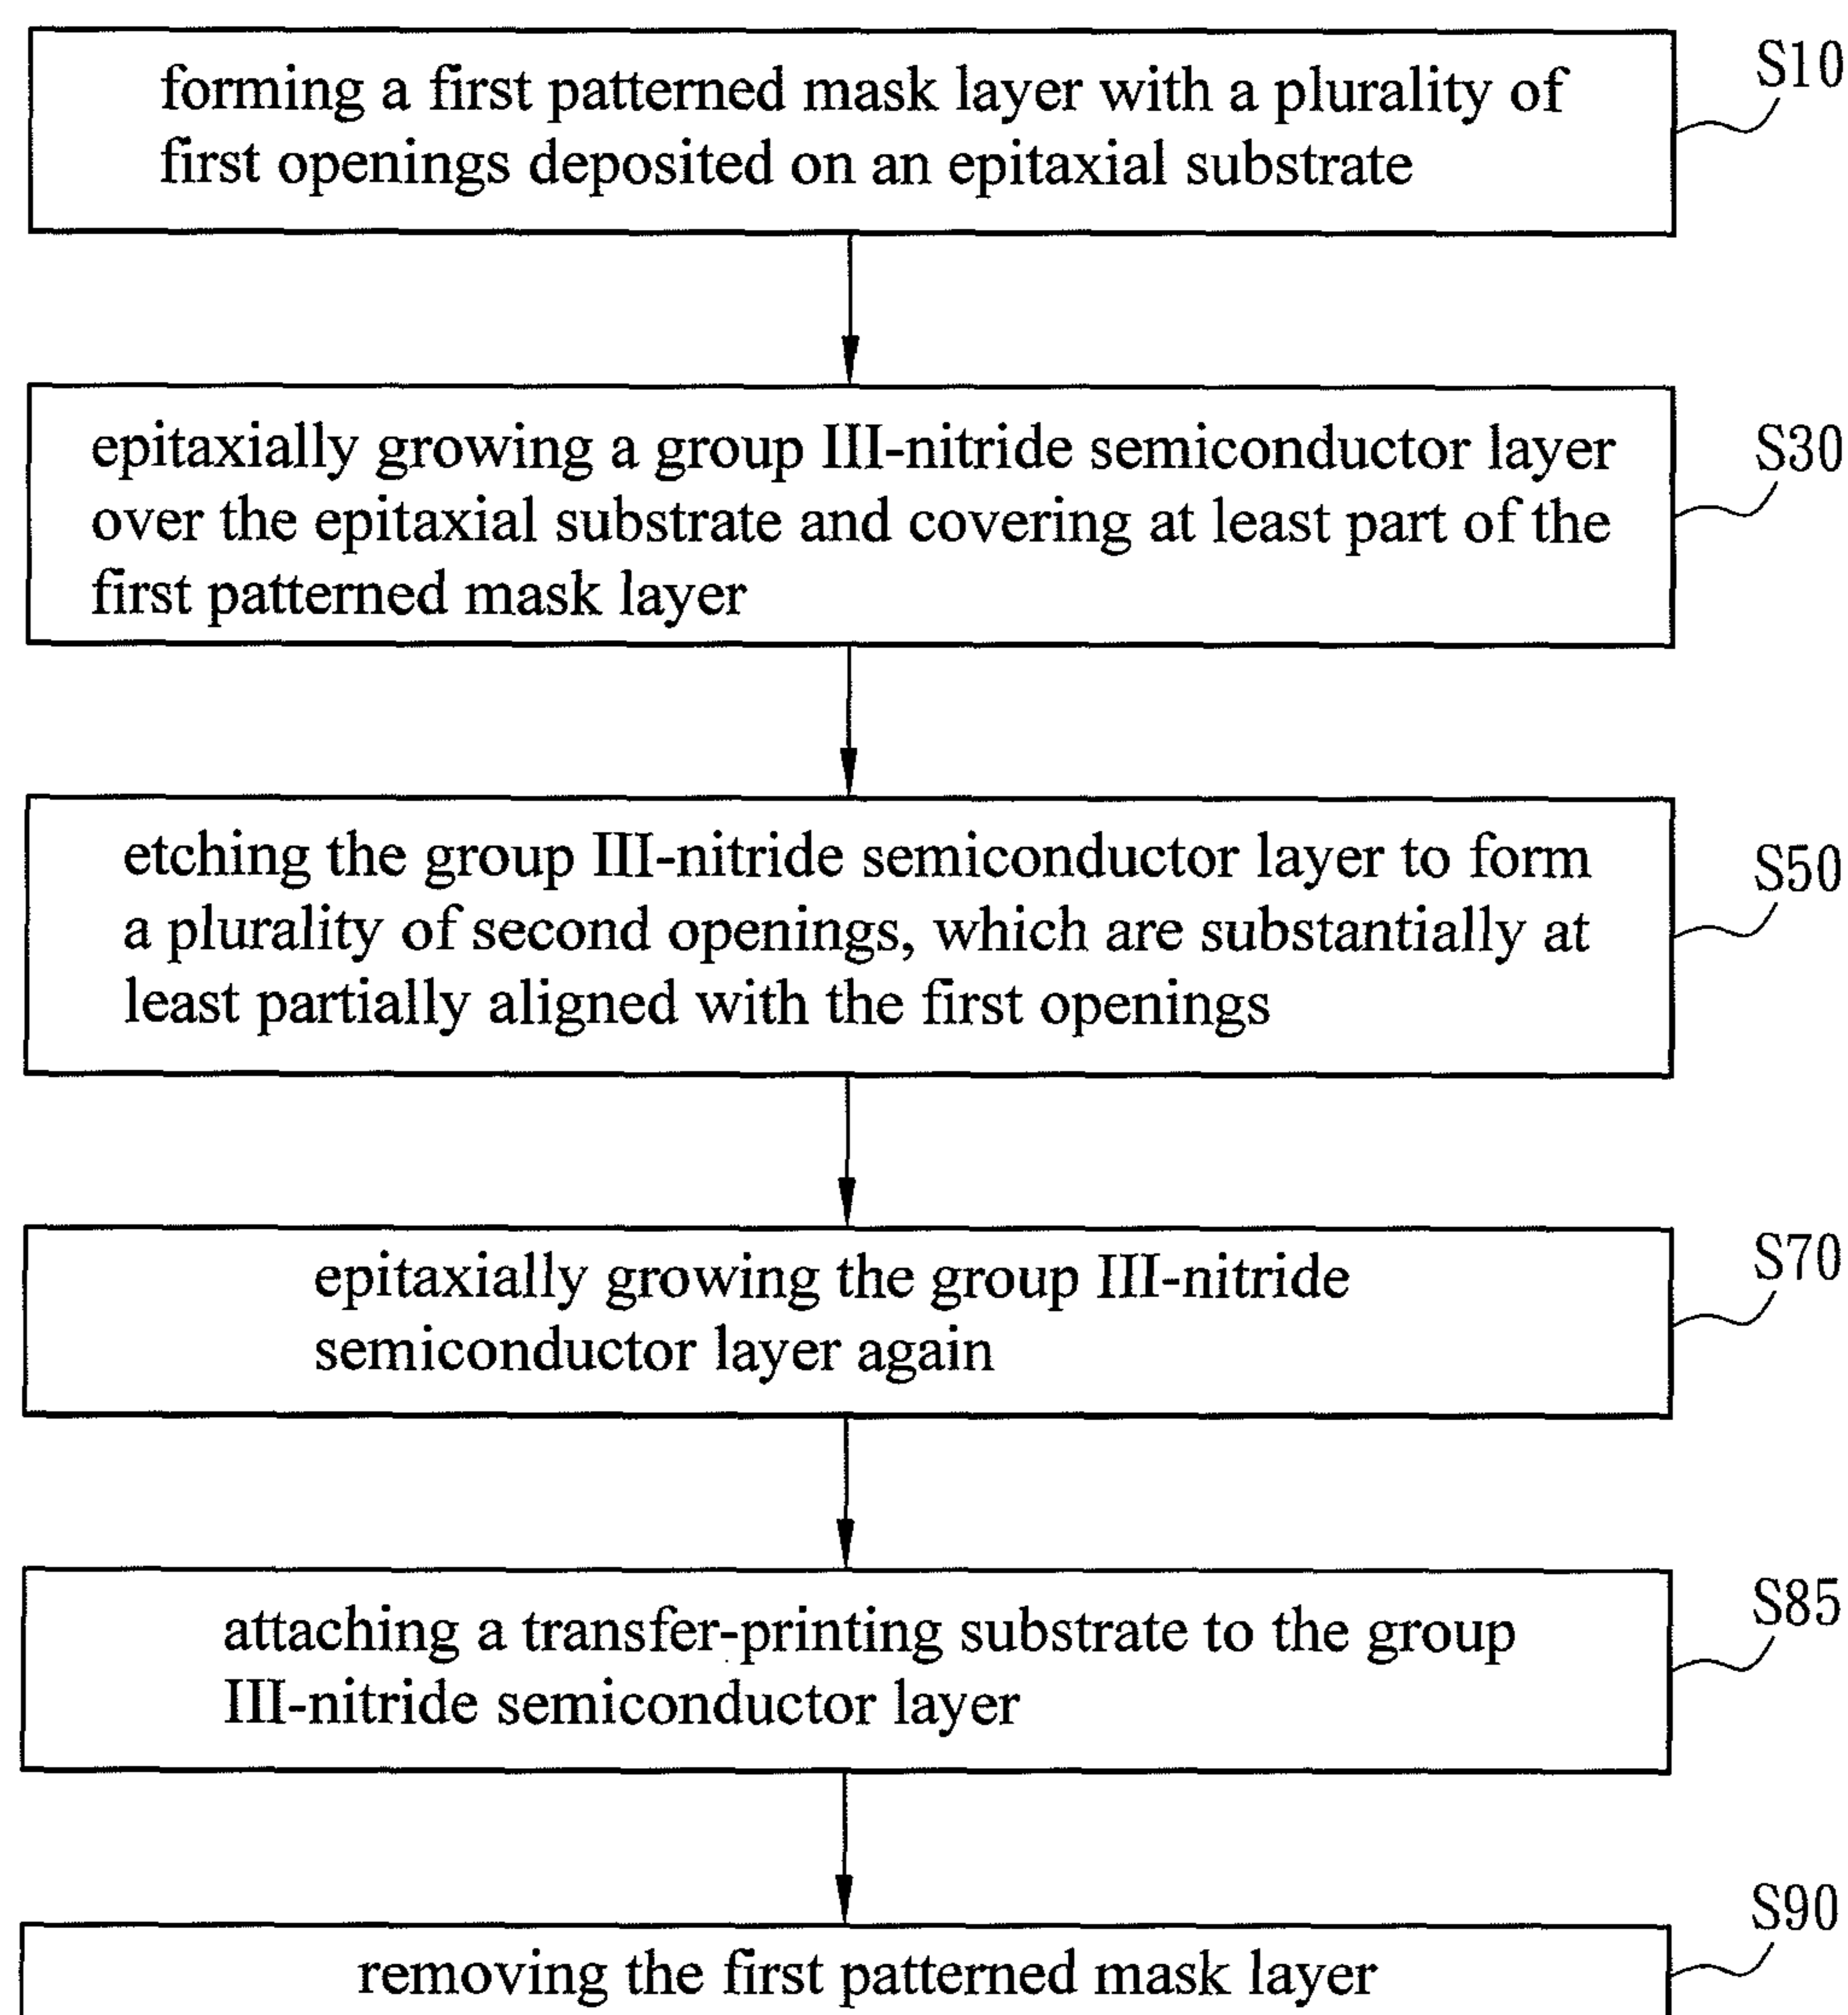 forming a first patterned mask layer with a plurality of
first openings deposited on an epitaxial substrate
S10
epitaxially growing a group III-nitride semiconductor layer
over the epitaxial substrate and covering at least part of the
first patterned mask layer
S30
etching the group III-nitride semiconductor layer to form
a plurality of second openings, which are substantially at
least partially aligned with the first openings
S50
epitaxially growing the group III-nitride
semiconductor layer again
S70
attaching a transfer-printing substrate to the group
III-nitride semiconductor layer
S85
removing the first patterned mask layer
S90